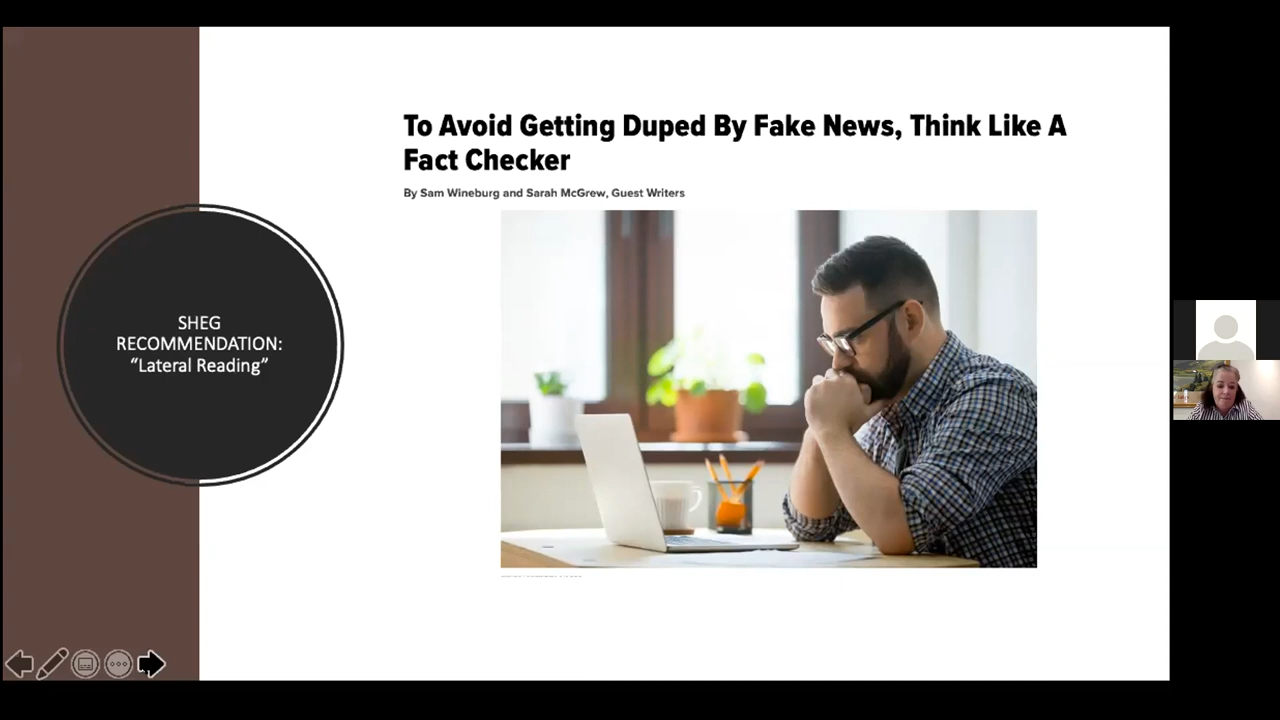 To Avoid Getting Duped By Fake News, Think Like A
Fact Checker
By Sam Wineburg and Sarah McGrew, Guest Writers
SHEG
RECOMMENDATION:
“Lateral Reading”